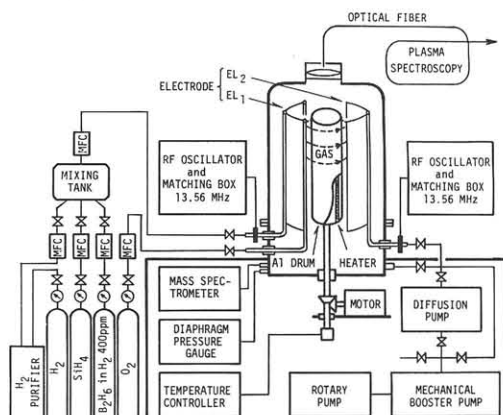 OPTICAL FIBER
PLASMA
SPECTROSCOPY
ELECTRODE
EL2
EL1
MFC
MIXING
TANK
RF OSCILLATOR
and
MATCHING BOX
13.56 MHz
GAS
RF OSCILLATOR
and
MATCHING BOX
13.56 MHz
MFC
MFC
MFC
MFC
Al DRUM
HEATER
MASS SPEC-
TROMETER
MOTOR
DIFFUSION
PUMP
DIAPHRAGM
PRESSURE
GAUGE
H2
PURIFIER
H2
SiH4
B2H6 in H2 400ppm
O2
TEMPERATURE
CONTROLLER
ROTARY
PUMP
MECHANICAL
BOOSTER PUMP